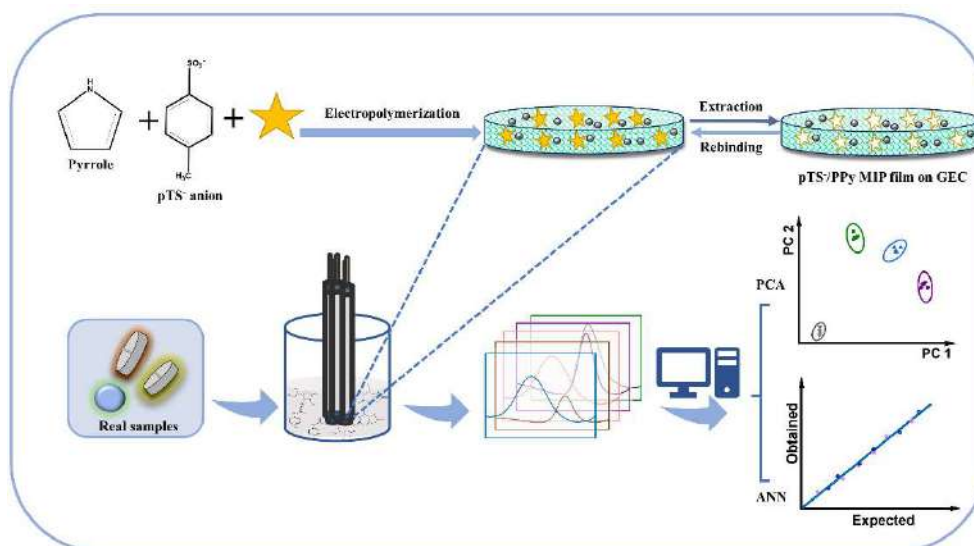 H
N
SO₃⁻
Pyrrole
+
+
H₃C
pTS⁻ anion
Electropolymerization
Extraction
Rebinding
pTS⁻/PPy MIP film on GEC
Real samples
PCA
PC 2
PC 1
ANN
Obtained
Expected